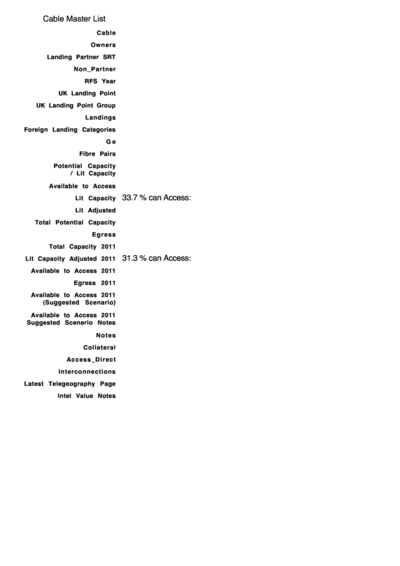 Cable Master List
Cable
Owners
Landing Partner SRT
Non_Partner
RFS Year
UK Landing Point
UK Landing Point Group
Landings
Foreign Landing Categories
Ge
Fibre Pairs
Potential Capacity
/ Lit Capacity
Available to Access
Lit Capacity 33.7 % can Access:
Lit Adjusted
Total Potential Capacity
Egress
Total Capacity 2011
Lit Capacity Adjusted 2011 31.3 % can Access:
Available to Access 2011
Egress 2011
Available to Access 2011
(Suggested Scenario)
Available to Access 2011
Suggested Scenerio Notes
Notes
Collateral
Access_Direct
Interconnections
Latest Telegeography Page
Intel Value Notes